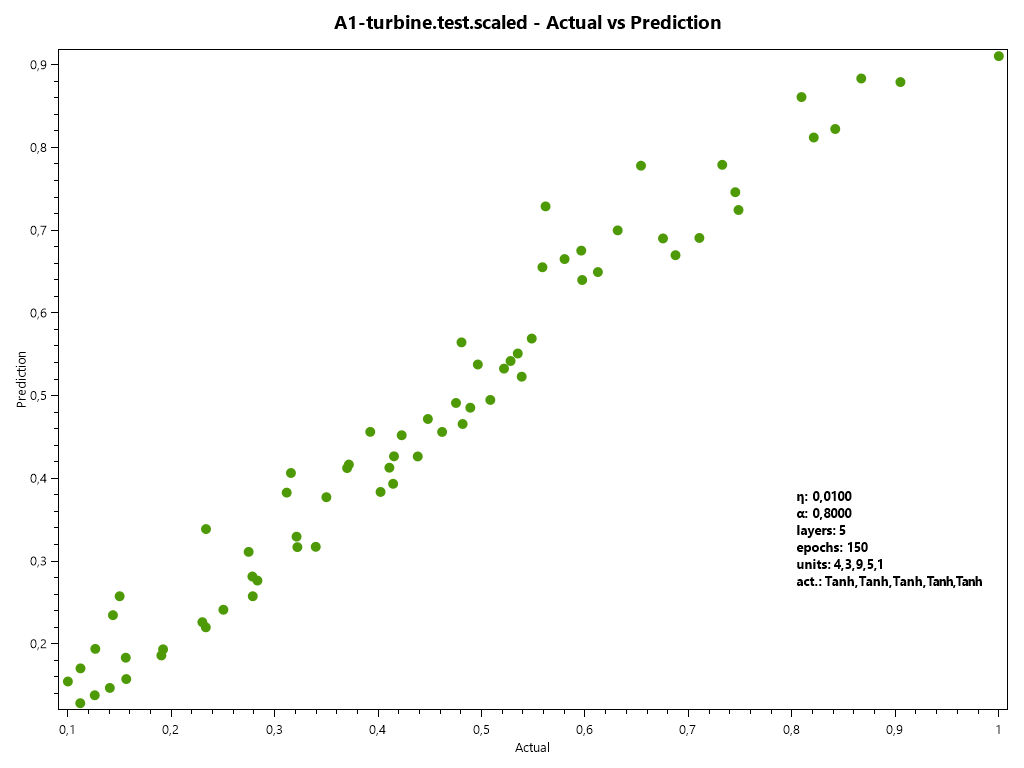 A1-turbine.test.scaled - Actual vs Prediction
0,9
0,8
0,7
0,6
0,5
0,4
0,3
0,2
Prediction
η: 0,0100
α: 0,8000
layers: 5
epochs: 150
units: 4,3,9,5,1
act.: Tanh,Tanh,Tanh,Tanh,Tanh
0,1 0,2 0,3 0,4 0,5 0,6 0,7 0,8 0,9 1
Actual